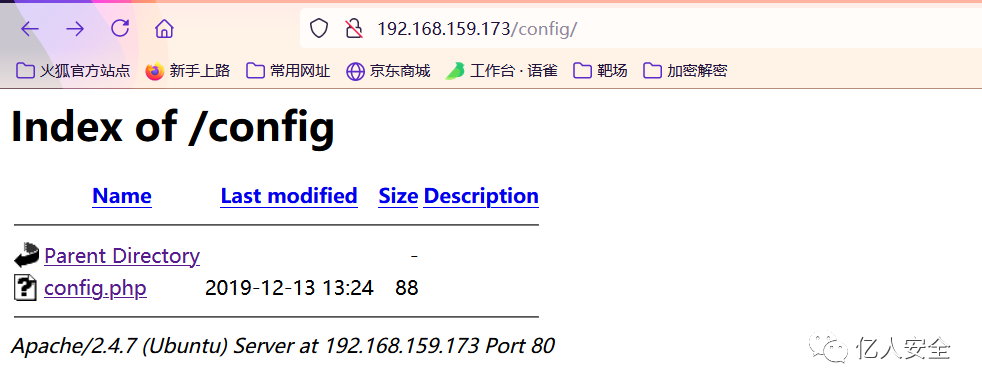 192.168.159.173/config/
火狐官方站点 新手上路 常用网址 京东商城 工作台 · 语雀 靶场 加密解密
Index of /config
Name Last modified Size Description
Parent Directory -
config.php 2019-12-13 13:24 88
Apache/2.4.7 (Ubuntu) Server at 192.168.159.173 Port 80
亿人安全